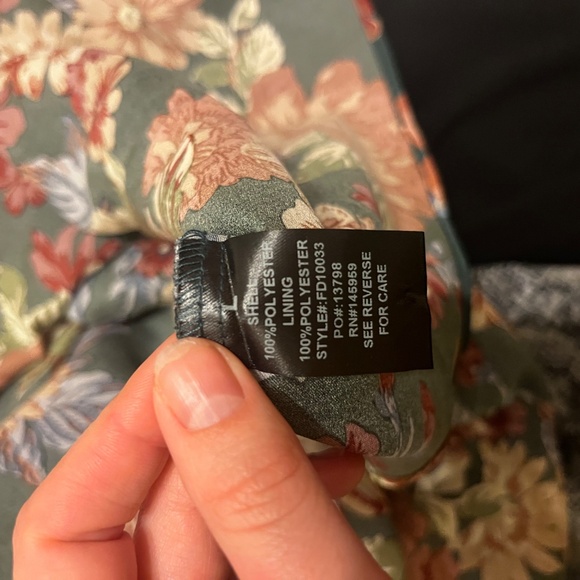 L
SHELL
100%POLYESTER
LINING
100%POLYESTER
STYLE#:FD10033
PO#:13798
RN#145959
SEE REVERSE
FOR CARE